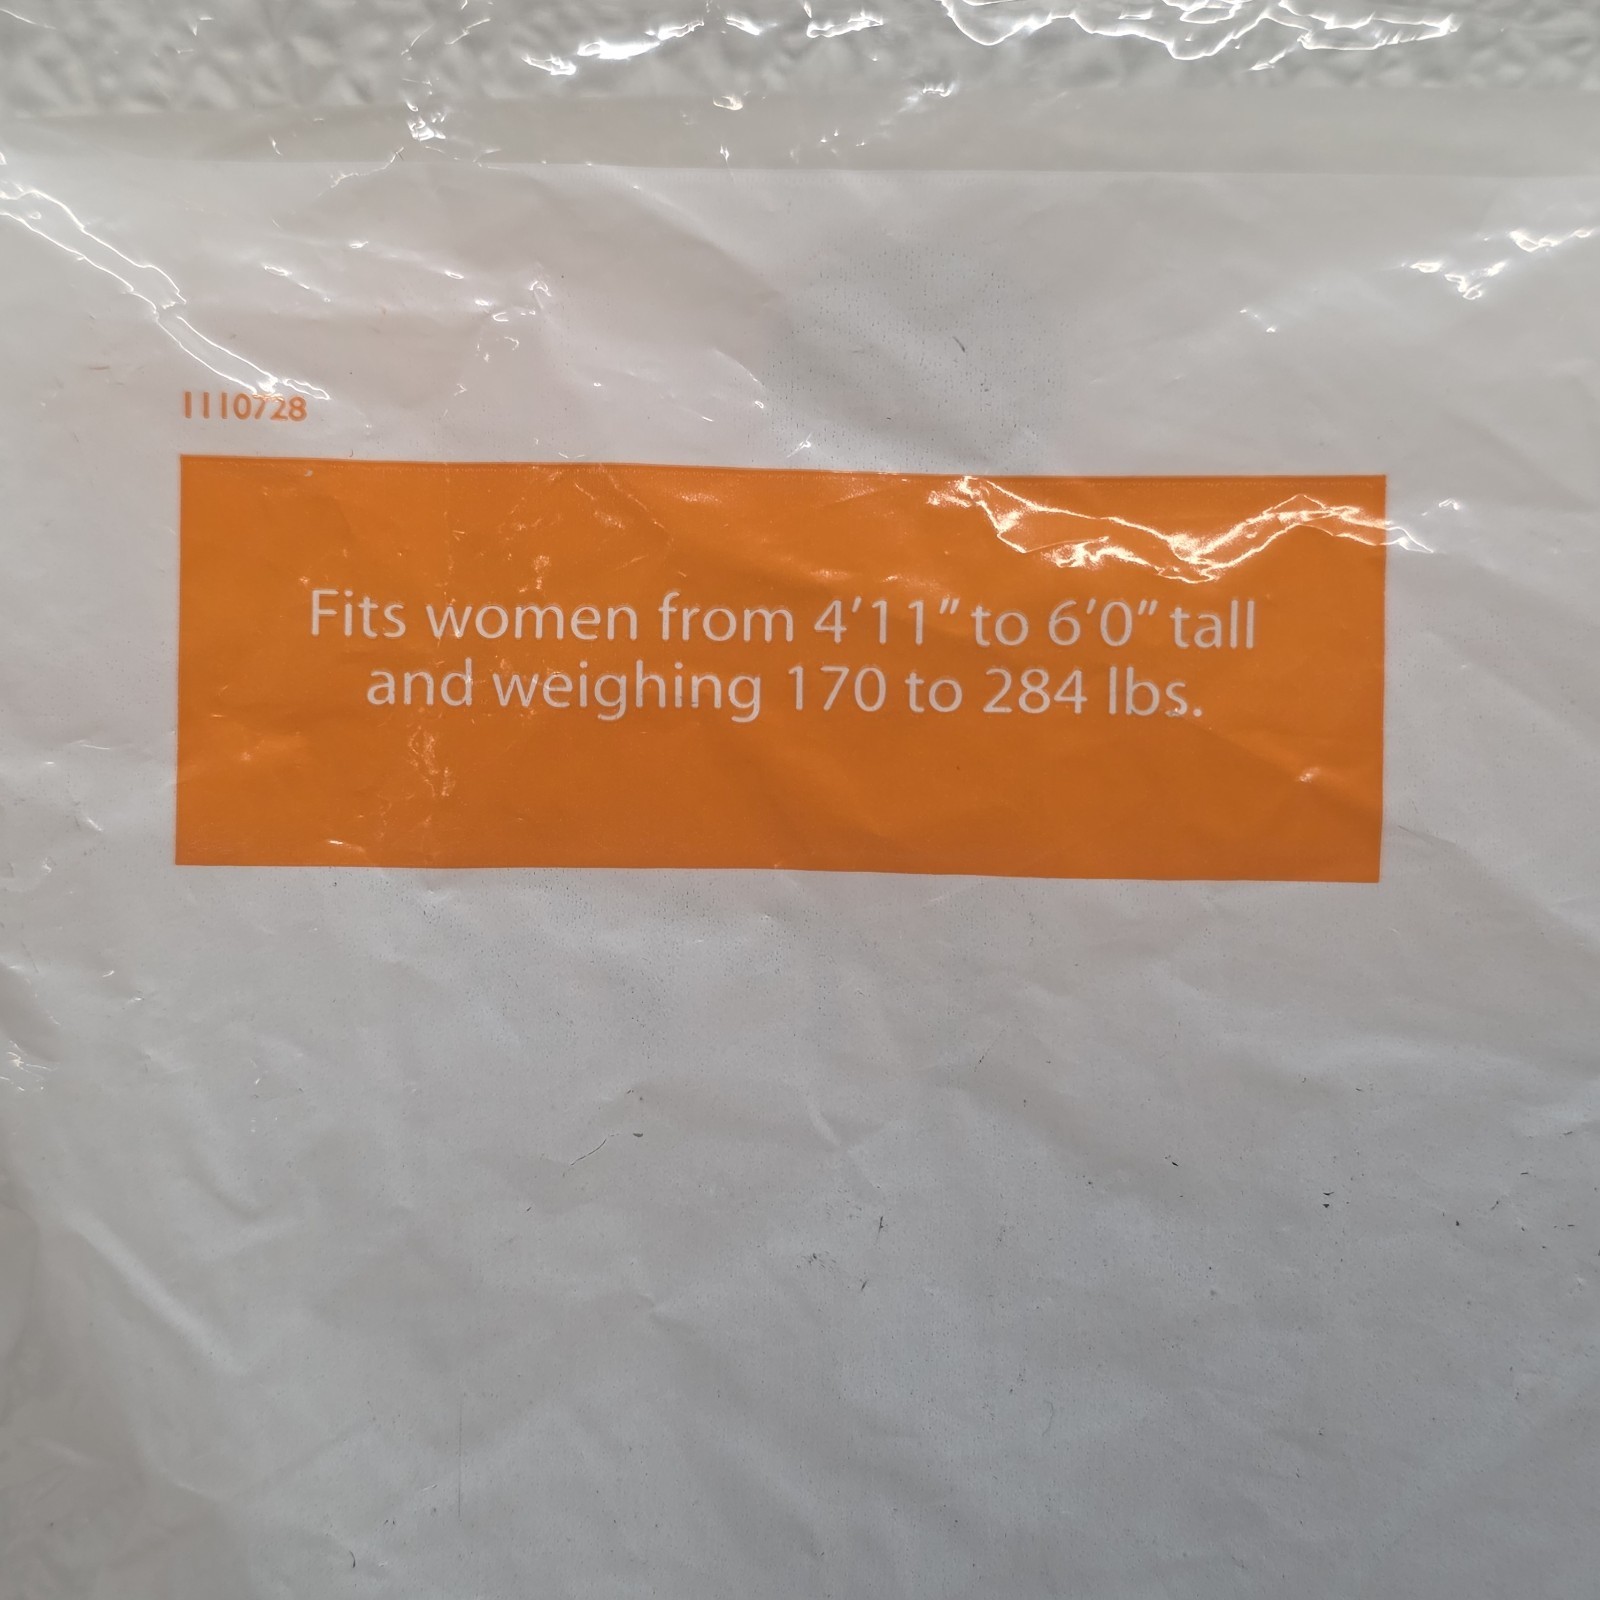 1110728
Fits women from 4'11" to 6'0" tall
and weighing 170 to 284 lbs.